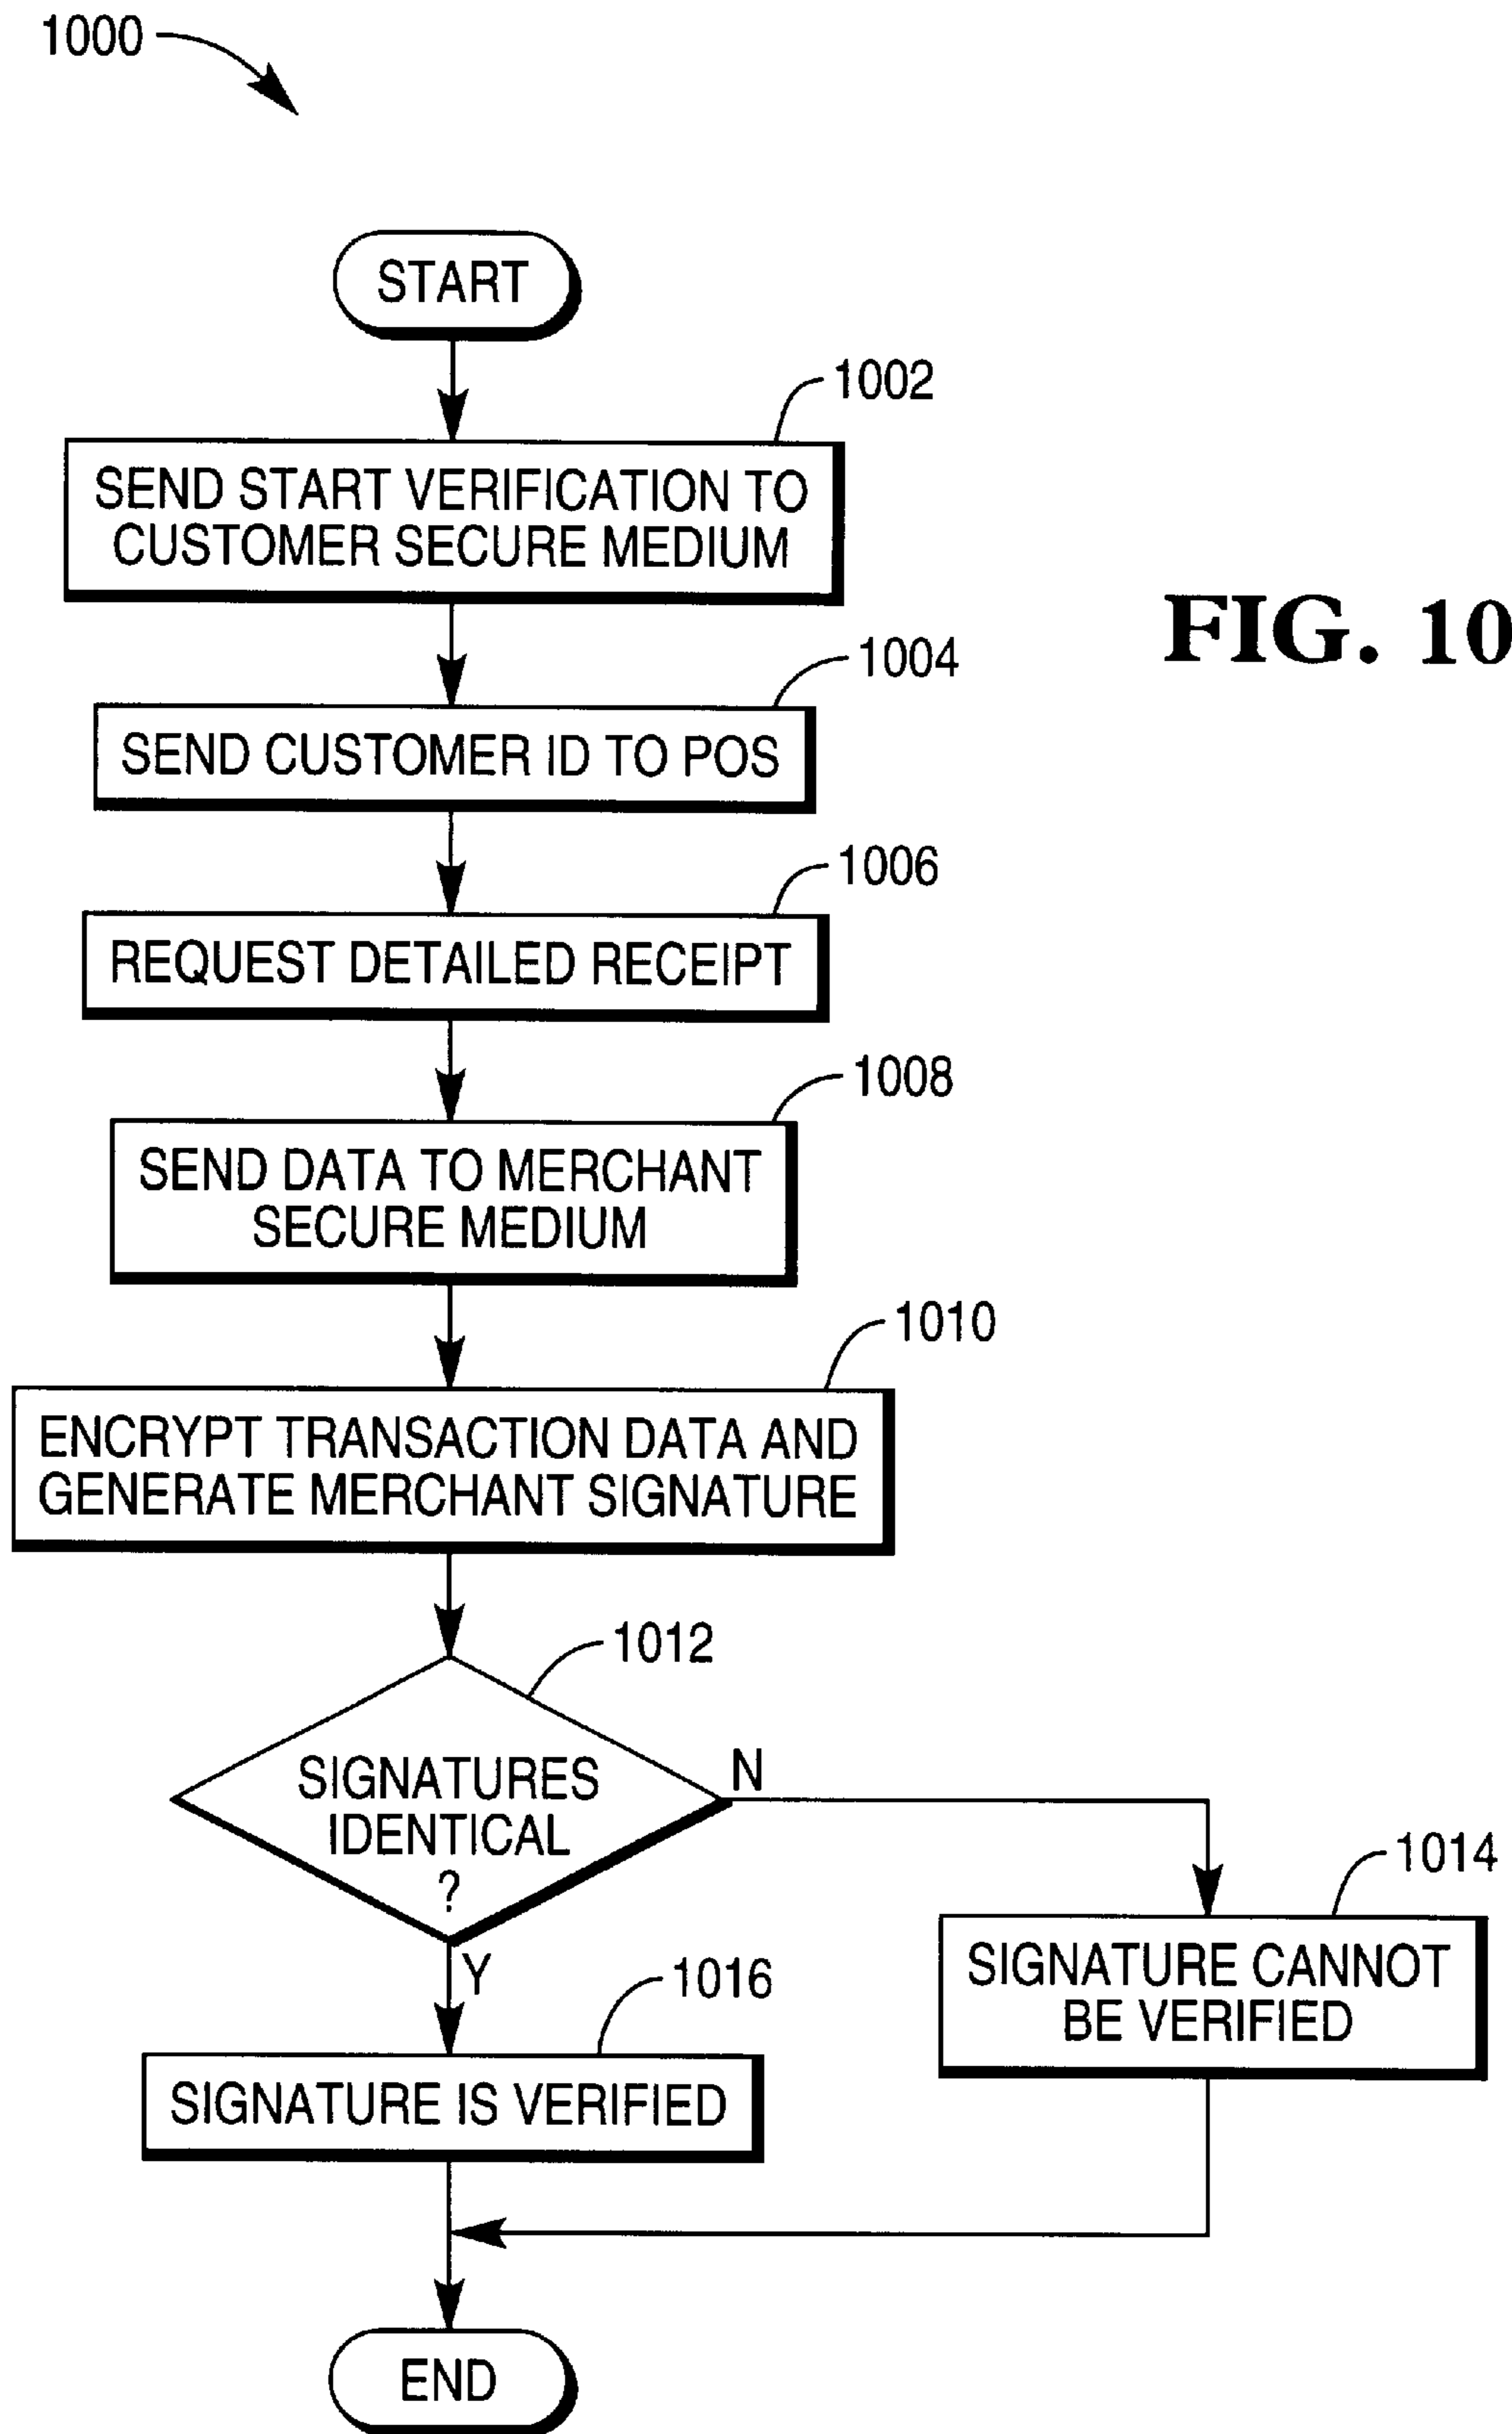 1000
START
1002
SEND START VERIFICATION TO
CUSTOMER SECURE MEDIUM
FIG. 10
1004
SEND CUSTOMER ID TO POS
1006
REQUEST DETAILED RECEIPT
1008
SEND DATA TO MERCHANT
SECURE MEDIUM
1010
ENCRYPT TRANSACTION DATA AND
GENERATE MERCHANT SIGNATURE
1012
SIGNATURES
IDENTICAL
?
N
1014
SIGNATURE CANNOT
BE VERIFIED
Y
1016
SIGNATURE IS VERIFIED
END